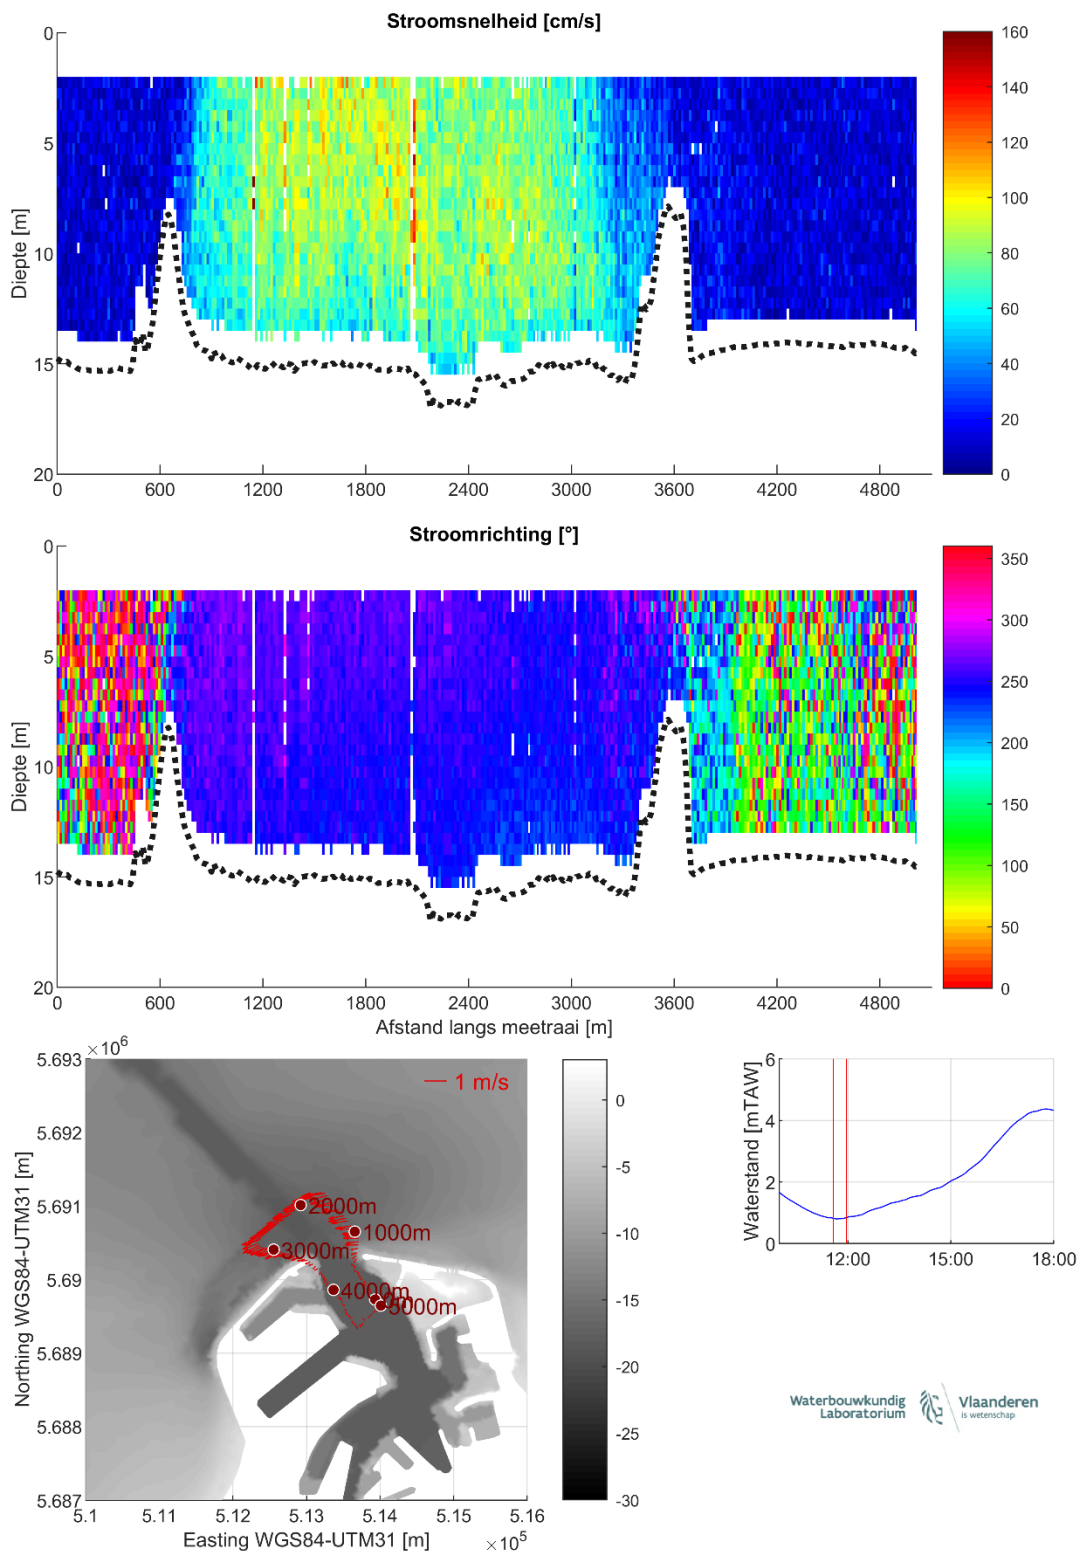 Stroomsnelheid [cm/s]
0
5
10
15
20
Diepte [m]
0 600 1200 1800 2400 3000 3600 4200 4800
160
140
120
100
80
60
40
20
0
Stroomrichting [°]
0
5
10
15
20
Diepte [m]
0 600 1200 1800 2400 3000 3600 4200 4800
Afstand langs meetraai [m]
350
300
250
200
150
100
50
0
×10⁶
5.693
5.692
5.691
5.69
5.689
5.688
5.687
Northing WGS84-UTM31 [m]
1 m/s
2000m
1000m
3000m
4000m
0m
5000m
5.1 5.11 5.12 5.13 5.14 5.15 5.16
Easting WGS84-UTM31 [m]
×10⁵
0
-5
-10
-15
-20
-25
-30
6
4
2
0
Waterstand [mTAW]
12:00 15:00 18:00
Waterbouwkundig
Laboratorium
Vlaanderen
is wetenschap